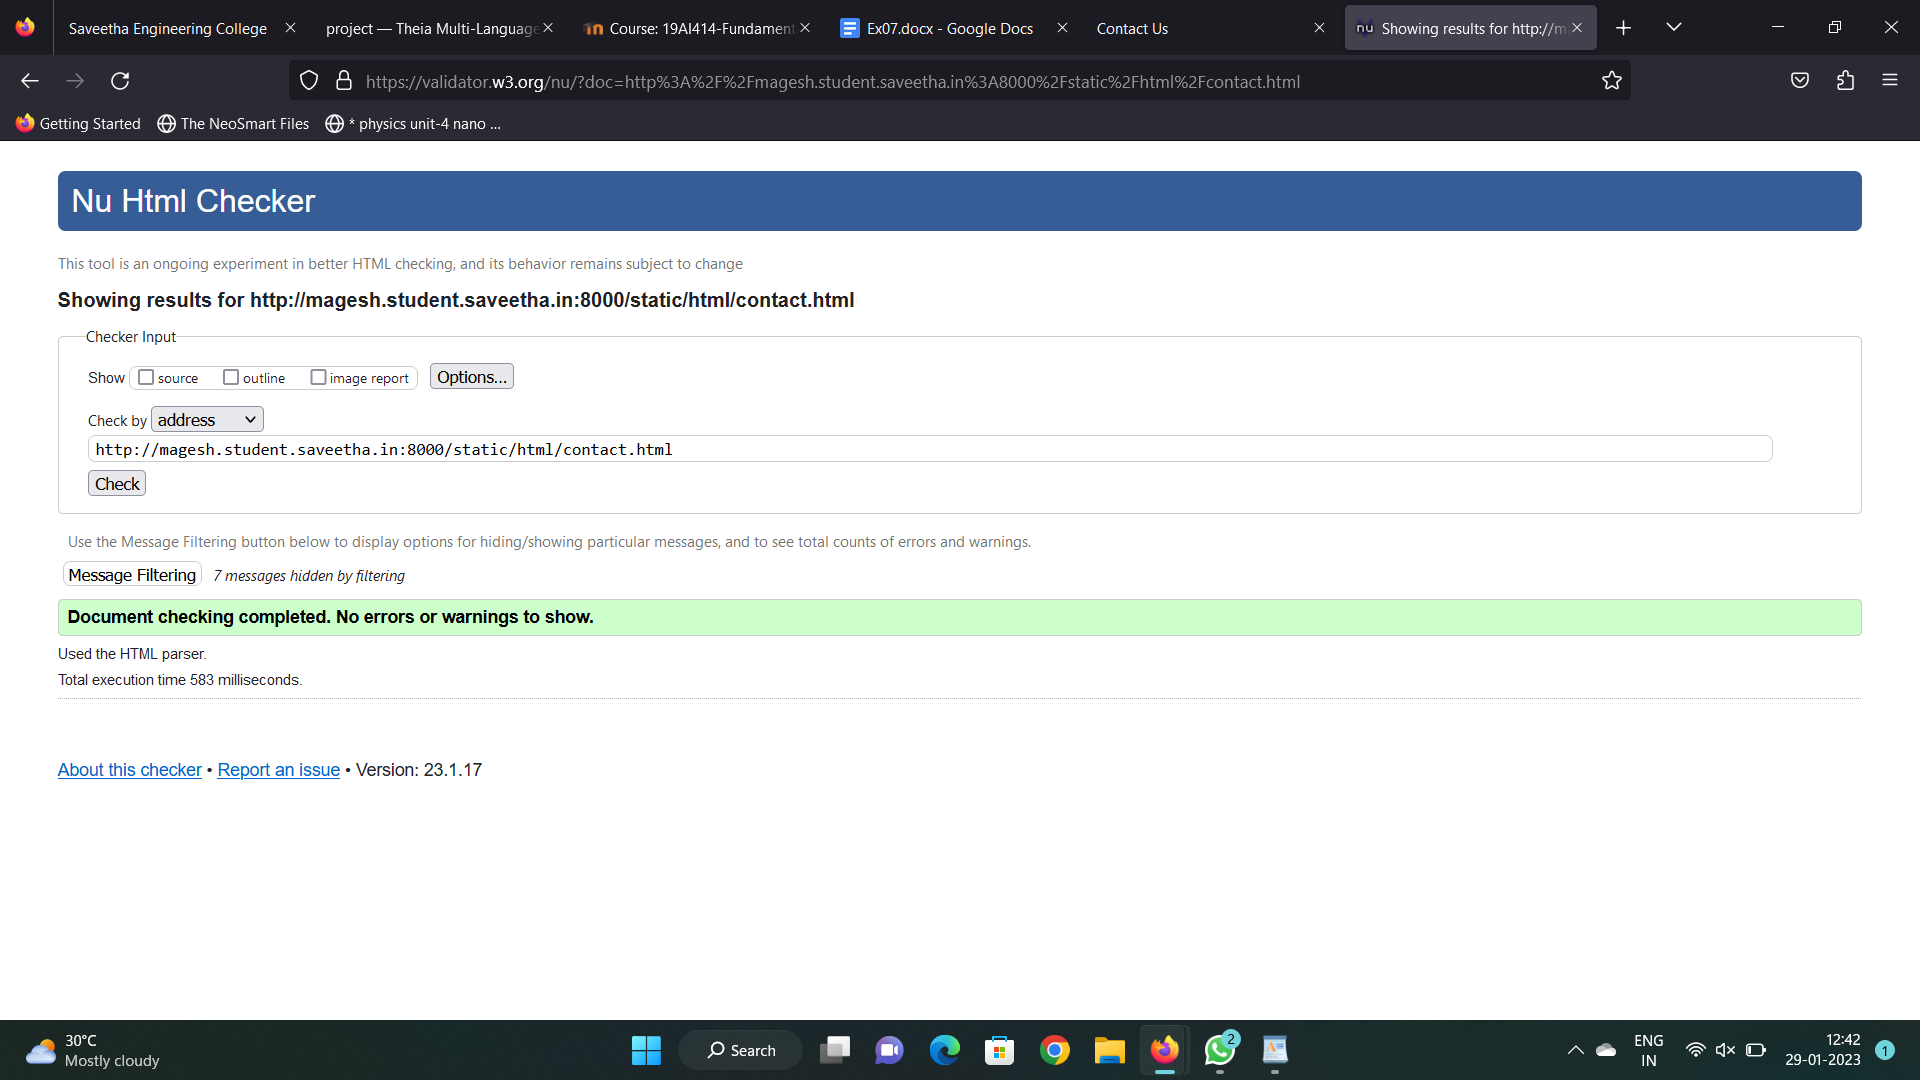 Saveetha Engineering College
project — Theia Multi-Language
Course: 19AI414-Fundament
Ex07.docx - Google Docs
Contact Us
nu Showing results for http://m
https://validator.w3.org/nu/?doc=http%3A%2F%2Fmagesh.student.saveetha.in%3A8000%2Fstatic%2Fhtml%2Fcontact.html
Getting Started
The NeoSmart Files
* physics unit-4 nano ...
Nu Html Checker
This tool is an ongoing experiment in better HTML checking, and its behavior remains subject to change
Showing results for http://magesh.student.saveetha.in:8000/static/html/contact.html
Checker Input
Show source outline image report Options...
Check by address
http://magesh.student.saveetha.in:8000/static/html/contact.html
Check
Use the Message Filtering button below to display options for hiding/showing particular messages, and to see total counts of errors and warnings.
Message Filtering 7 messages hidden by filtering
Document checking completed. No errors or warnings to show.
Used the HTML parser.
Total execution time 583 milliseconds.
About this checker • Report an issue • Version: 23.1.17
30°C
Mostly cloudy
Search
2
ENG
IN
12:42
29-01-2023
1